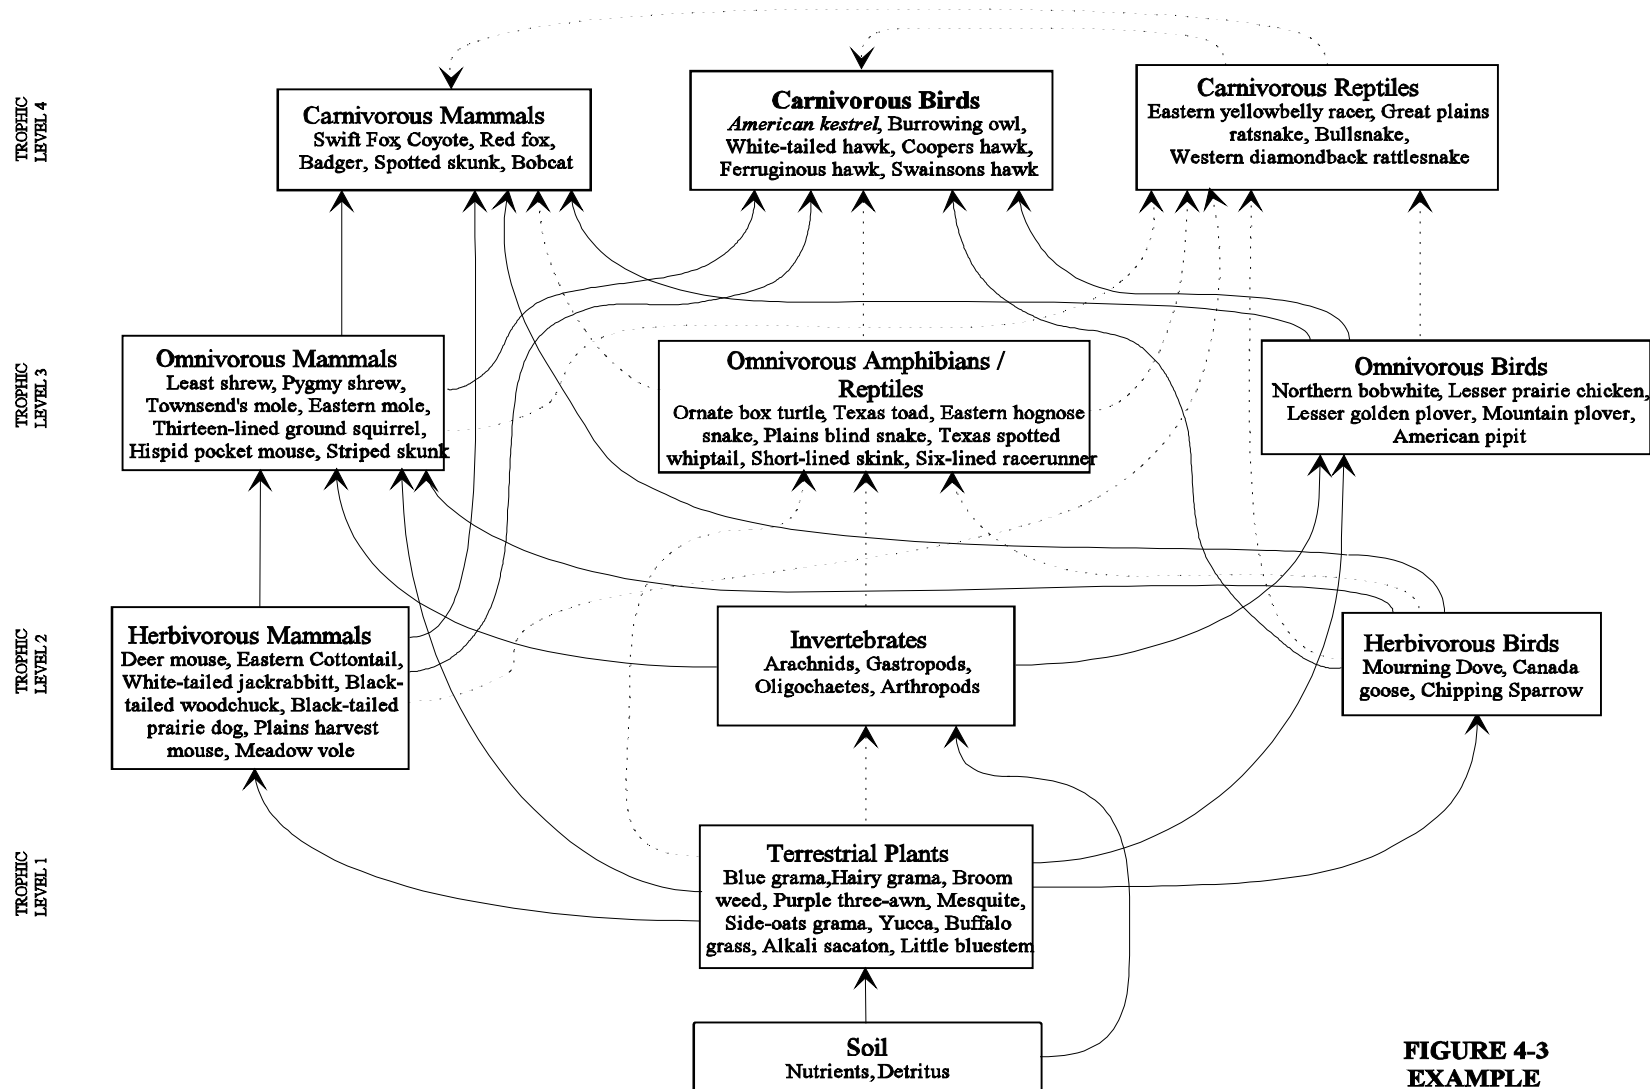 TROPHIC
LEVEL 4
Carnivorous Mammals
Swift Fox, Coyote, Red fox,
Badger, Spotted skunk, Bobcat
Carnivorous Birds
American kestrel, Burrowing owl,
White-tailed hawk, Coopers hawk,
Ferruginous hawk, Swainsons hawk
Carnivorous Reptiles
Eastern yellowbelly racer, Great plains
ratsnake, Bullsnake,
Western diamondback rattlesnake
TROPHIC
LEVEL 3
Omnivorous Mammals
Least shrew, Pygmy shrew,
Townsend's mole, Eastern mole,
Thirteen-lined ground squirrel,
Hispid pocket mouse, Striped skunk
Omnivorous Amphibians /
Reptiles
Ornate box turtle, Texas toad, Eastern hognose
snake, Plains blind snake, Texas spotted
whiptail, Short-lined skink, Six-lined racerunner
Omnivorous Birds
Northern bobwhite, Lesser prairie chicken,
Lesser golden plover, Mountain plover,
American pipit
TROPHIC
LEVEL 2
Herbivorous Mammals
Deer mouse, Eastern Cottontail,
White-tailed jackrabbitt, Black-
tailed woodchuck, Black-tailed
prairie dog, Plains harvest
mouse, Meadow vole
Invertebrates
Arachnids, Gastropods,
Oligochaetes, Arthropods
Herbivorous Birds
Mourning Dove, Canada
goose, Chipping Sparrow
TROPHIC
LEVEL 1
Terrestrial Plants
Blue grama,Hairy grama, Broom
weed, Purple three-awn, Mesquite,
Side-oats grama, Yucca, Buffalo
grass, Alkali sacaton, Little bluestem
Soil
Nutrients, Detritus
FIGURE 4-3
EXAMPLE